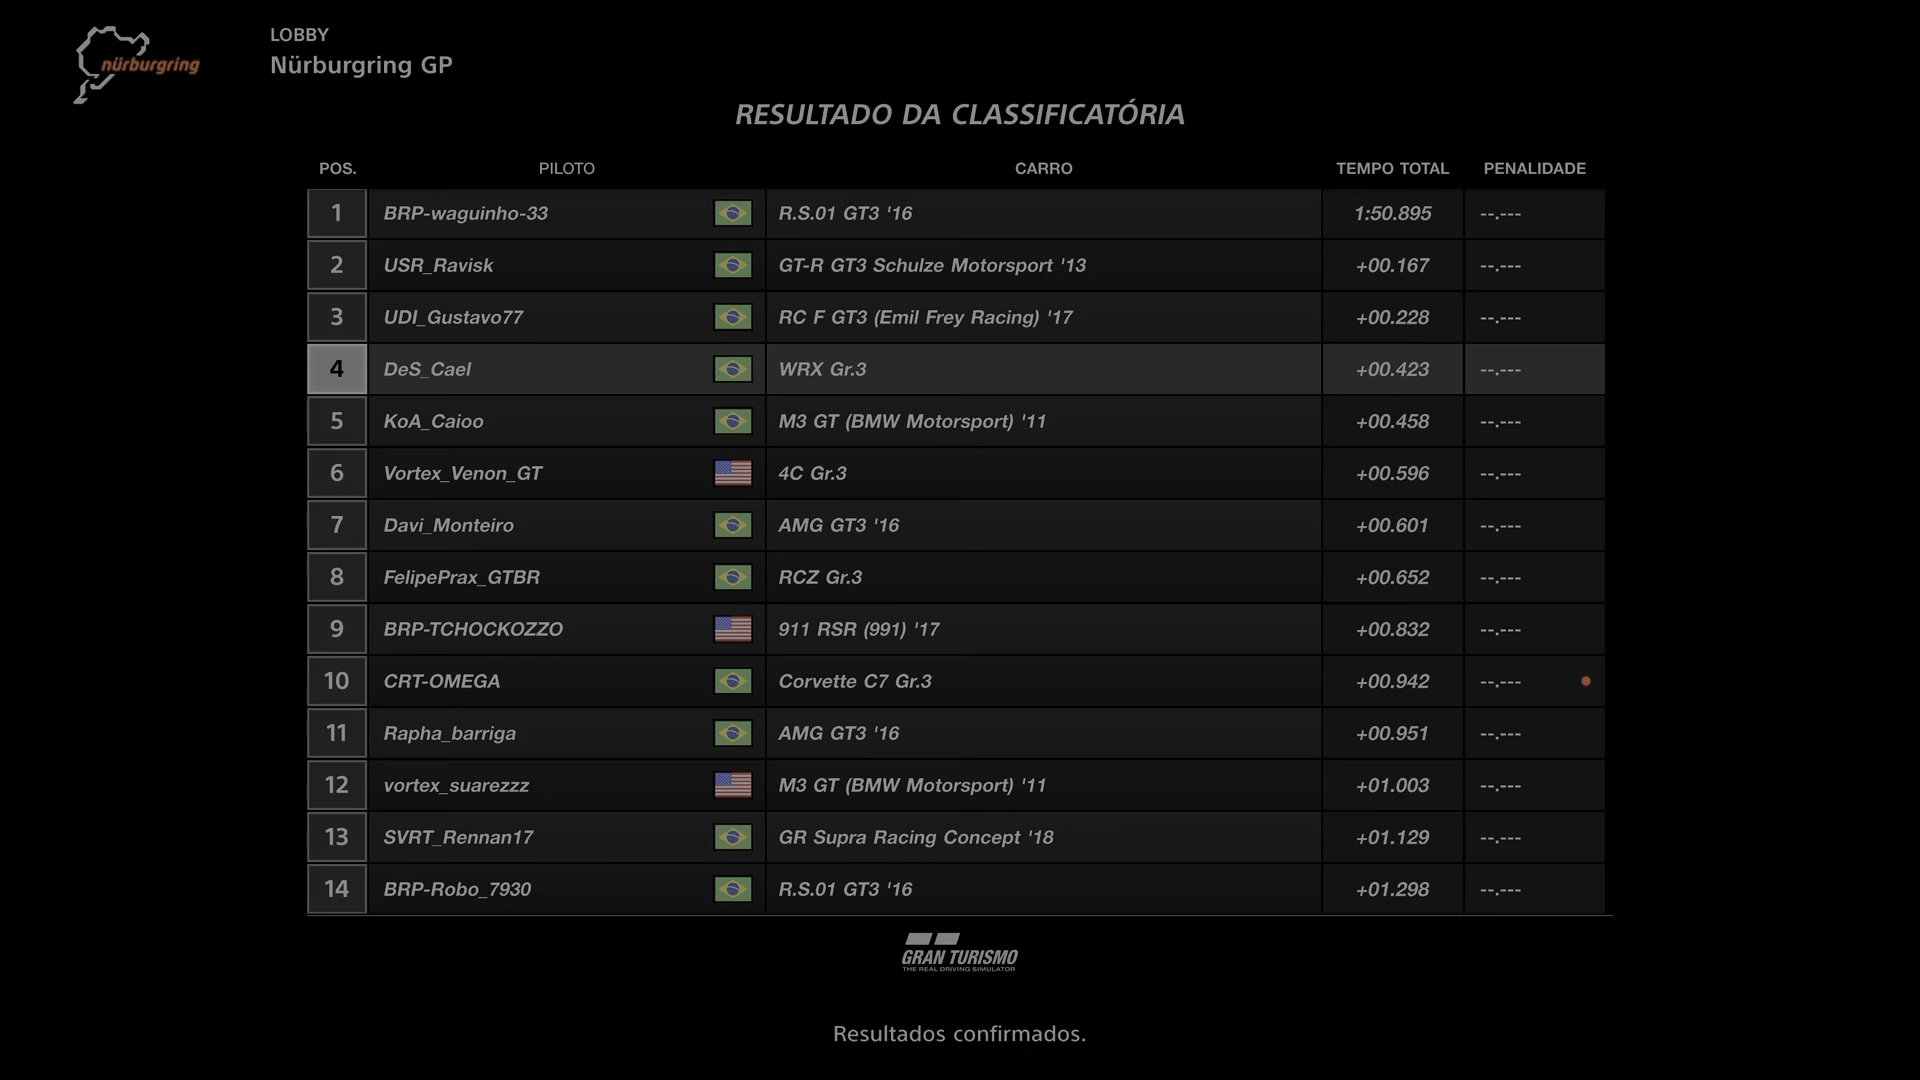 nürburgring
LOBBY
Nürburgring GP
RESULTADO DA CLASSIFICATÓRIA
POS. PILOTO CARRO TEMPO TOTAL PENALIDADE
1 BRP-waguinho-33 R.S.01 GT3 '16 1:50.895 --.---
2 USR_Ravisk GT-R GT3 Schulze Motorsport '13 +00.167 --.---
3 UDI_Gustavo77 RC F GT3 (Emil Frey Racing) '17 +00.228 --.---
4 DeS_Cael WRX Gr.3 +00.423 --.---
5 KoA_Caioo M3 GT (BMW Motorsport) '11 +00.458 --.---
6 Vortex_Venon_GT 4C Gr.3 +00.596 --.---
7 Davi_Monteiro AMG GT3 '16 +00.601 --.---
8 FelipePrax_GTBR RCZ Gr.3 +00.652 --.---
9 BRP-TCHOCKOZZO 911 RSR (991) '17 +00.832 --.---
10 CRT-OMEGA Corvette C7 Gr.3 +00.942 --.---
11 Rapha_barriga AMG GT3 '16 +00.951 --.---
12 vortex_suarezzz M3 GT (BMW Motorsport) '11 +01.003 --.---
13 SVRT_Rennan17 GR Supra Racing Concept '18 +01.129 --.---
14 BRP-Robo_7930 R.S.01 GT3 '16 +01.298 --.---
GRAN TURISMO
THE REAL DRIVING SIMULATOR
Resultados confirmados.